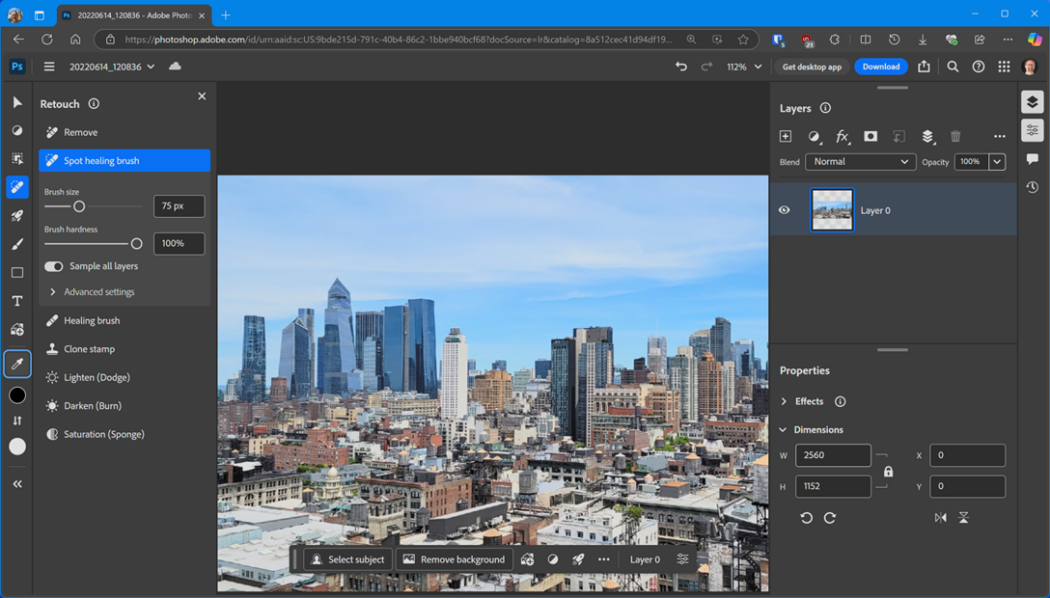 20220614_120836 - Adobe Photo
https://photoshop.adobe.com/id/urn:aaid:sc:US:9bde215d-791c-40b4-86c2-1bbe940bcf68?docSource=lr&catalog=8a512cec41d94df19...
5
21
Ps
20220614_120836
112%
Get desktop app
Download
Retouch
Remove
Spot healing brush
Brush size
75 px
Brush hardness
100%
Sample all layers
Advanced settings
Healing brush
Clone stamp
Lighten (Dodge)
Darken (Burn)
Saturation (Sponge)
Select subject
Remove background
Layer 0
Layers
fx
Blend
Normal
Opacity
100%
Layer 0
Properties
Effects
Dimensions
W
2560
X
0
H
1152
Y
0